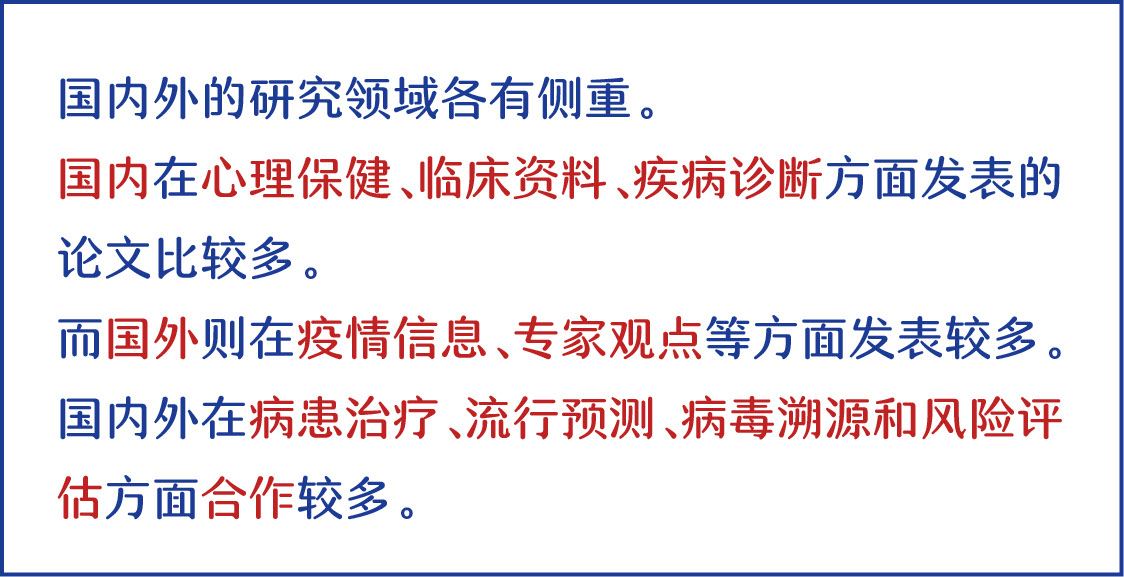 国内外的研究领域各有侧重。
国内在心理保健、临床资料、疾病诊断方面发表的
论文比较多。
而国外则在疫情信息、专家观点等方面发表较多。
国内外在病患治疗、流行预测、病毒溯源和风险评
估方面合作较多。